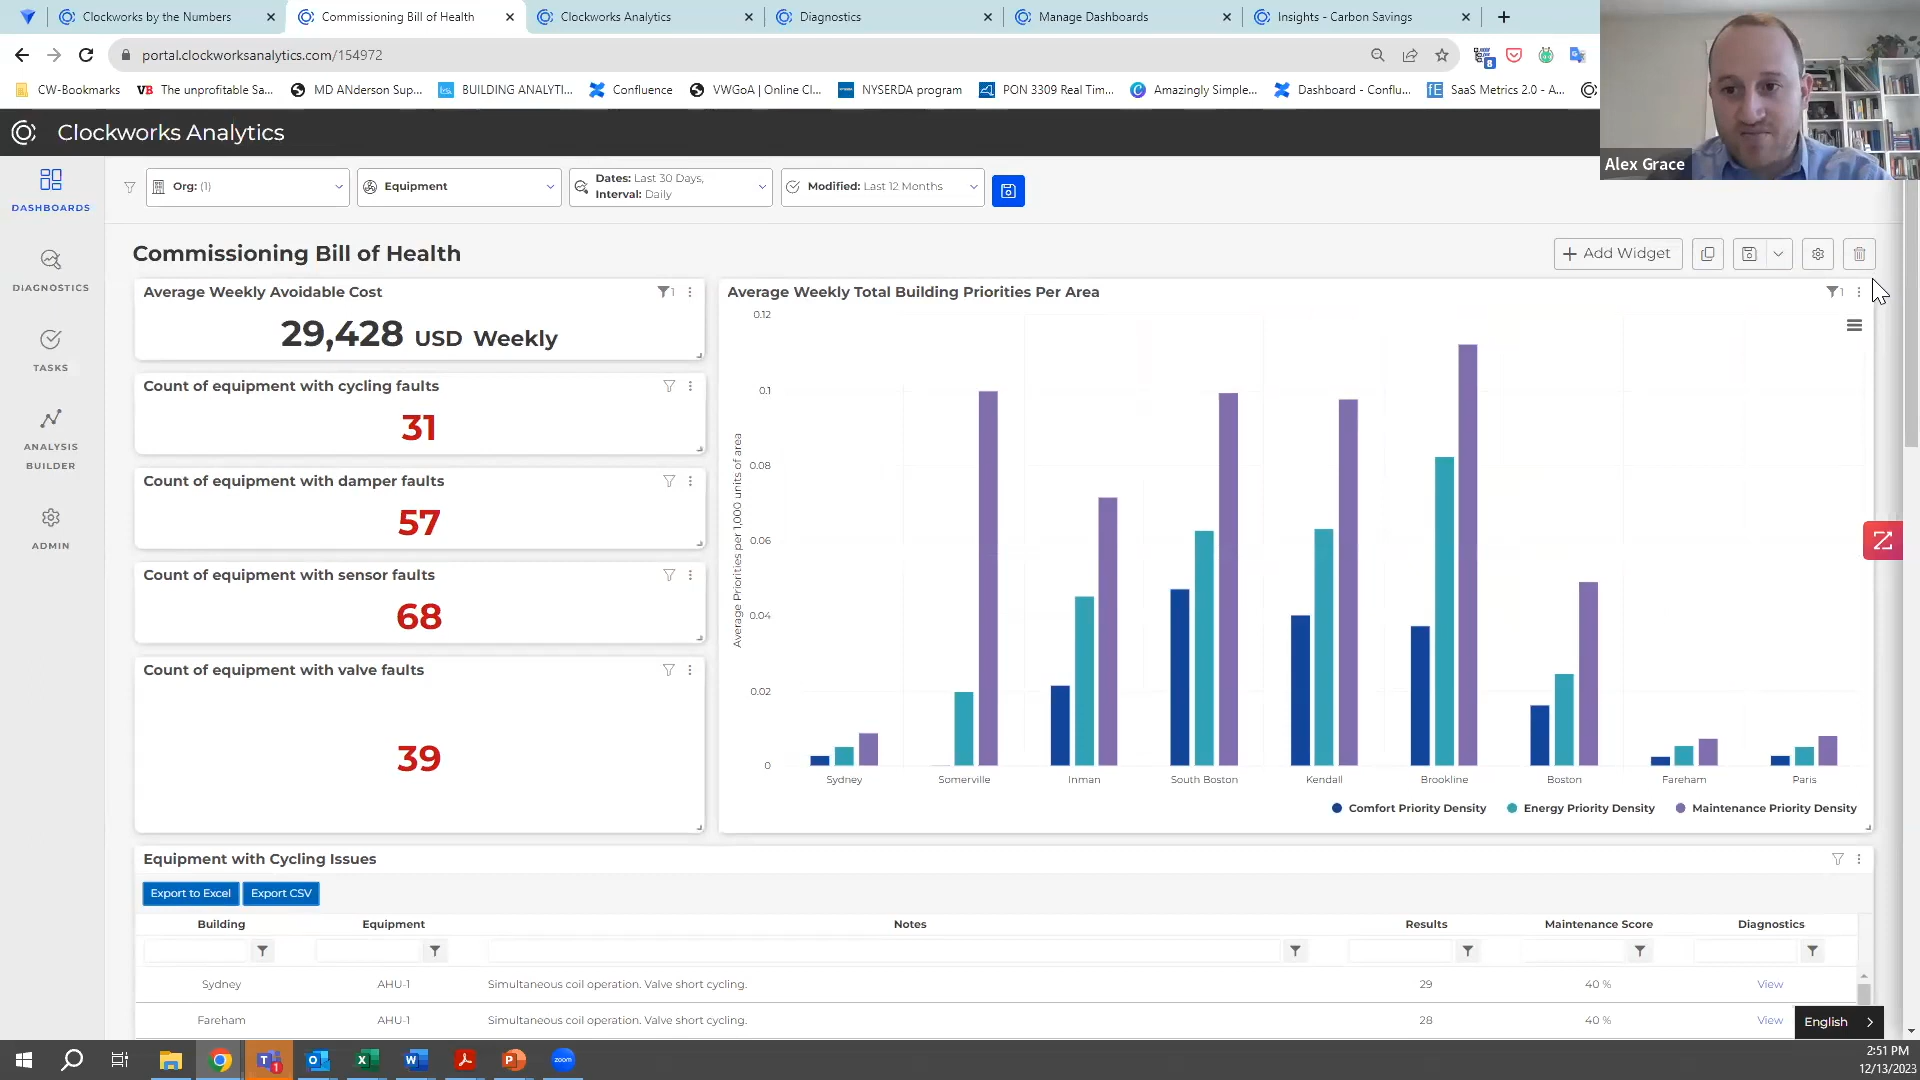 Clockworks by the Numbers
Commissioning Bill of Health
Clockworks Analytics
Diagnostics
Manage Dashboards
Insights - Carbon Savings
portal.clockworksanalytics.com/154972
8
CW-Bookmarks
VB The unprofitable Sa...
MD ANderson Sup...
BUILDING ANALYTI...
Confluence
VWGoA | Online Cl...
NYSERDA program
PON 3309 Real Tim...
Amazingly Simple...
Dashboard - Conflu...
fE SaaS Metrics 2.0 - A...
Alex Grace
Clockworks Analytics
DASHBOARDS
DIAGNOSTICS
TASKS
ANALYSIS
BUILDER
ADMIN
Org: (1)
Equipment
Dates: Last 30 Days,
Interval: Daily
Modified: Last 12 Months
Commissioning Bill of Health
Add Widget
Average Weekly Avoidable Cost
1
29,428 USD Weekly
Count of equipment with cycling faults
31
Count of equipment with damper faults
57
Count of equipment with sensor faults
68
Count of equipment with valve faults
39
Average Weekly Total Building Priorities Per Area
1
Average Priorities per 1,000 units of area
0.12
0.1
0.08
0.06
0.04
0.02
0
Sydney Somerville Inman South Boston Kendall Brookline Boston Fareham Paris
Comfort Priority Density Energy Priority Density Maintenance Priority Density
Equipment with Cycling Issues
Export to Excel Export CSV
Building Equipment Notes Results Maintenance Score Diagnostics
Sydney AHU-1 Simultaneous coil operation. Valve short cycling. 29 40 % View
Fareham AHU-1 Simultaneous coil operation. Valve short cycling. 28 40 % View
English
zoom
2:51 PM
12/13/2023